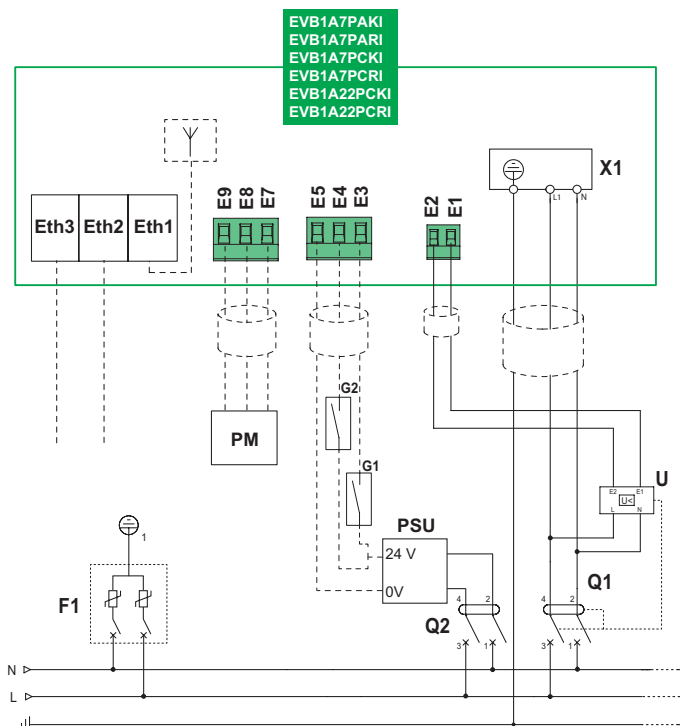 EVB1A7PAKI
EVB1A7PARI
EVB1A7PCKI
EVB1A7PCRI
EVB1A22PCKI
EVB1A22PCRI
X1
L1 N
Eth3 Eth2 Eth1
E9 E8 E7
E5 E4 E3
E2 E1
G2
PM
G1
U
E2 E1
U<
L N
PSU
24 V
0V
1
F1
Q2
4 2
3 1
Q1
4 2
3 1
N
L